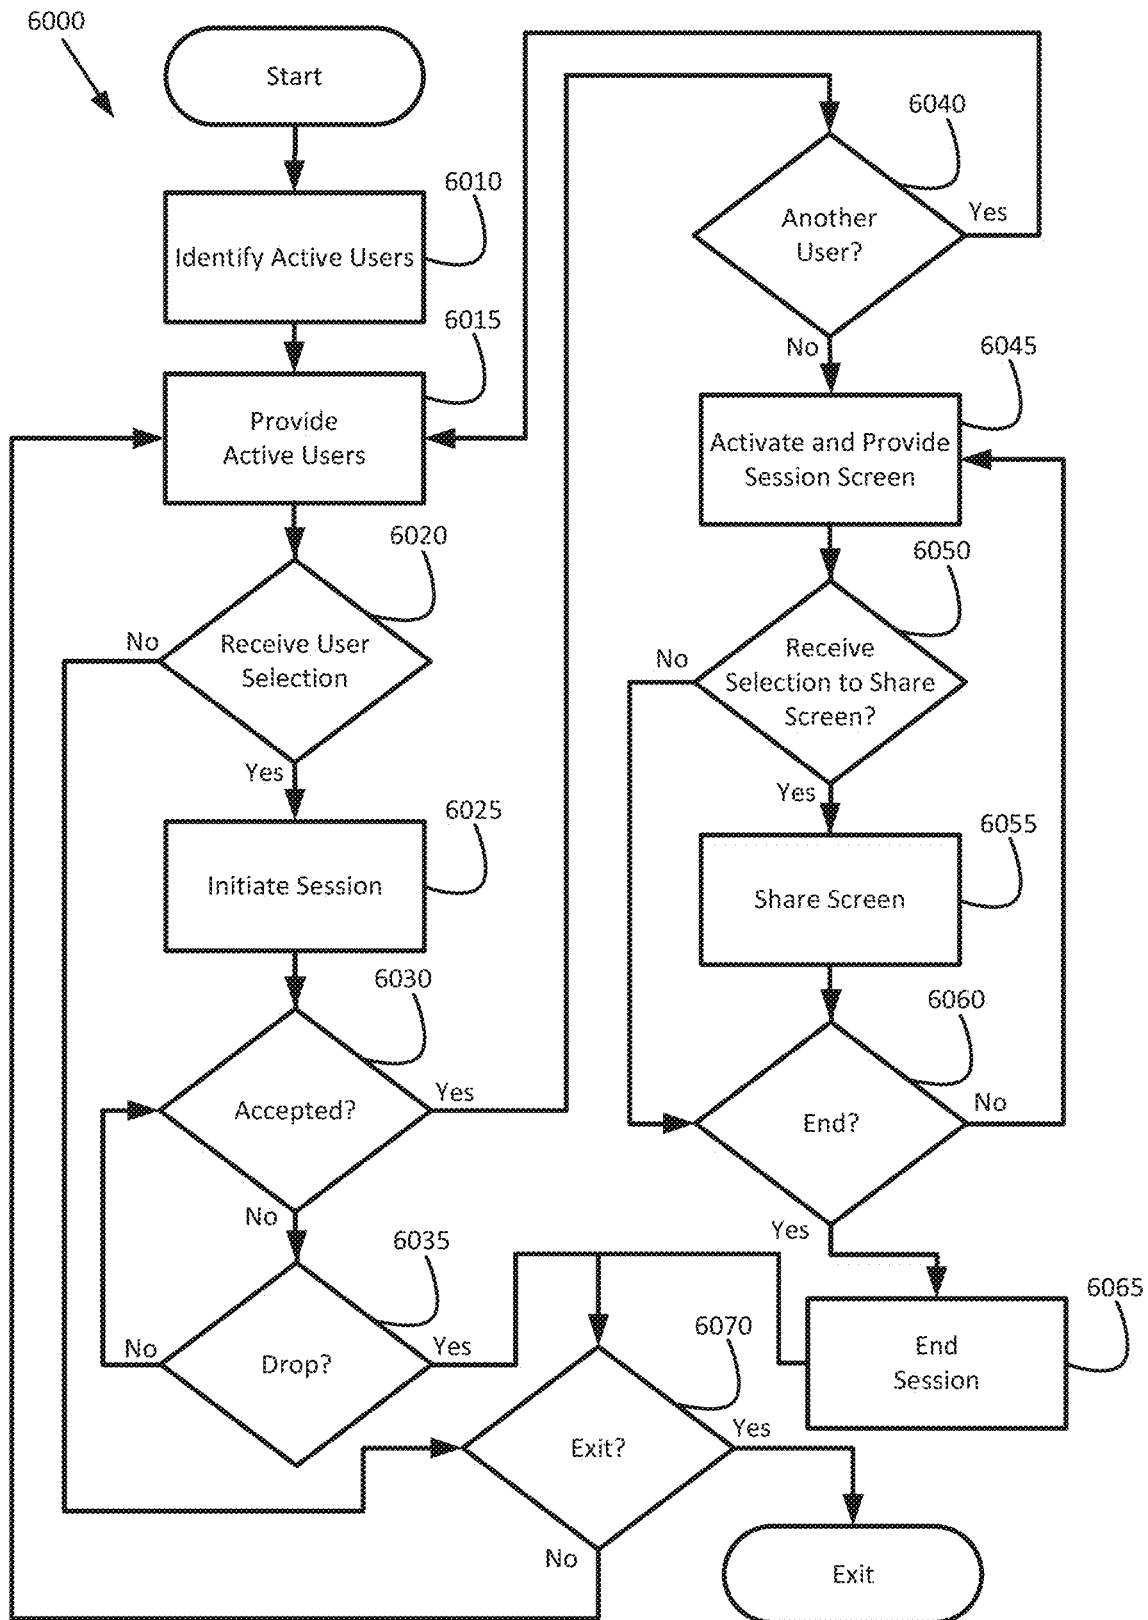 6000
Start
6010
Identify Active Users
6015
Provide
Active Users
6020
No
Receive User
Selection
Yes
6025
Initiate Session
6030
Accepted?
Yes
No
6035
No
Drop?
Yes
6040
Another
User?
Yes
No
6045
Activate and Provide
Session Screen
6050
No
Receive
Selection to Share
Screen?
Yes
6055
Share Screen
6060
End?
No
Yes
6065
End
Session
6070
Exit?
Yes
No
Exit